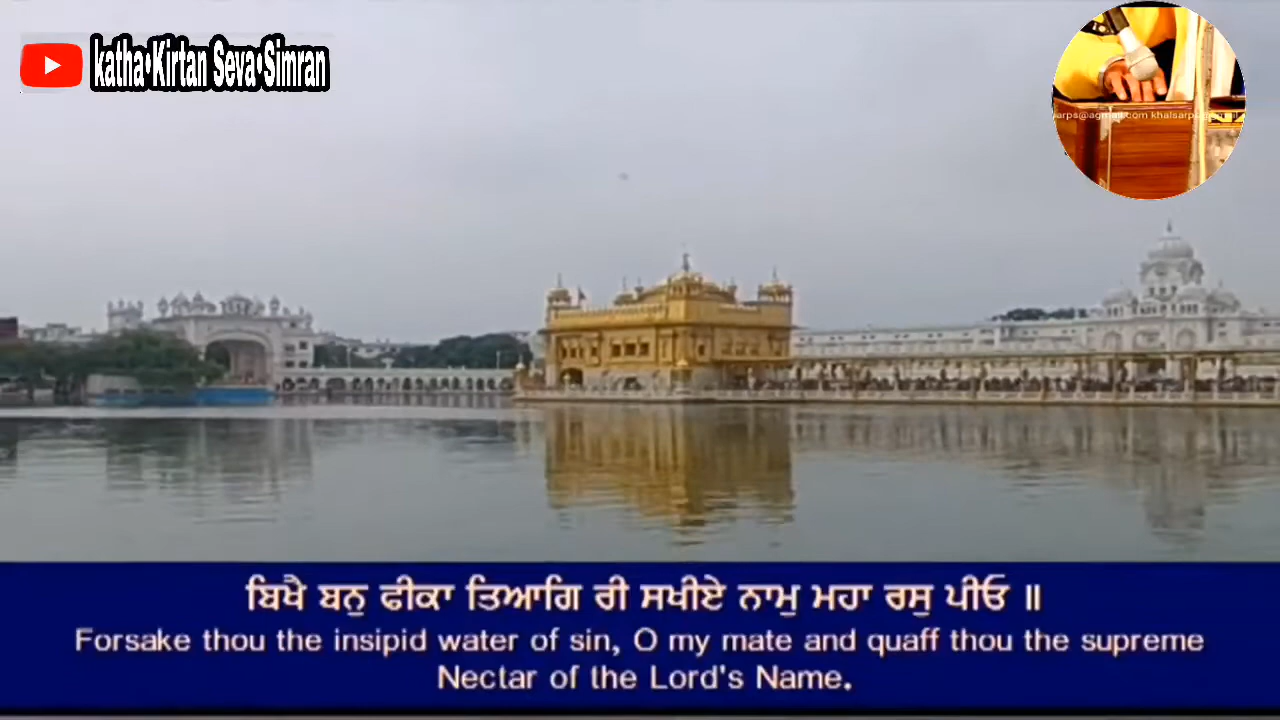 katha•Kirtan Seva•Simran
ਬਿਖੈ ਬਨੁ ਫੀਕਾ ਤਿਆਗਿ ਰੀ ਸਖੀਏ ਨਾਮੁ ਮਹਾ ਰਸੁ ਪੀਓ ॥
Forsake thou the insipid water of sin, O my mate and quaff thou the supreme
Nectar of the Lord's Name.